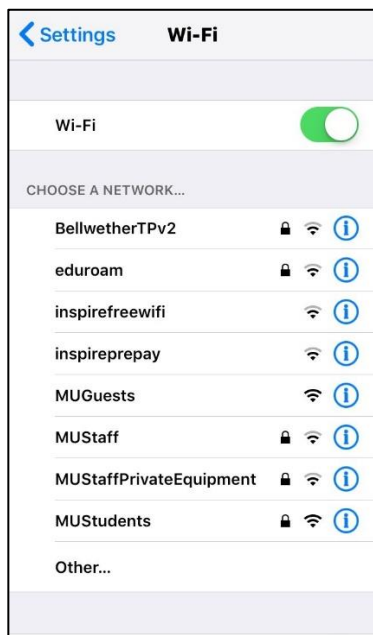 Settings Wi-Fi
Wi-Fi
CHOOSE A NETWORK...
BellwetherTPv2
eduroam
inspirefreewifi
inspireprepay
MUGuests
MUStaff
MUStaffPrivateEquipment
MUStudents
Other...